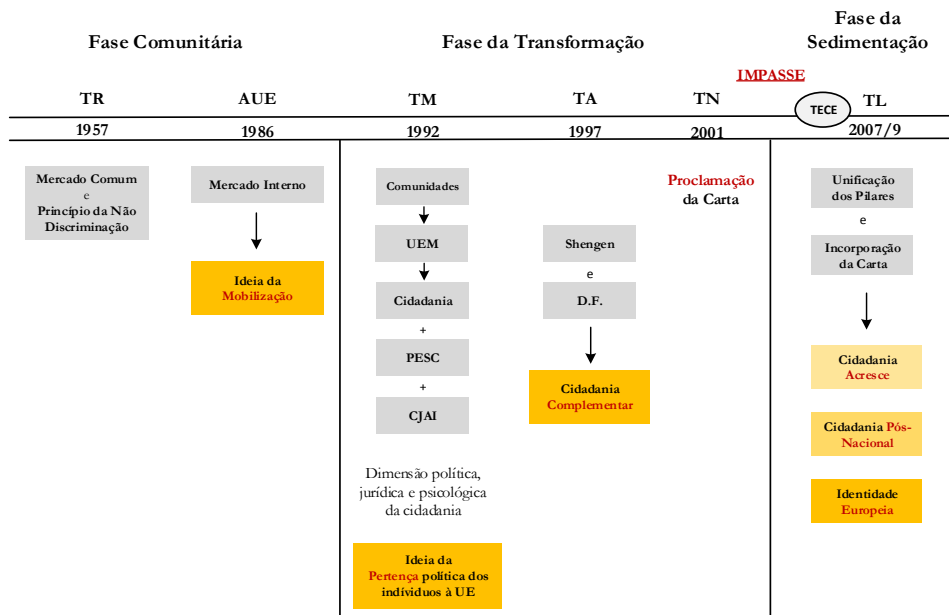 Fase Comunitária
Fase da Transformação
Fase da
Sedimentação
IMPASSE
TR
AUE
TM
TA
TN
TECE
TL
1957
1986
1992
1997
2001
2007/9
Mercado Comum
e
Princípio da Não
Discriminação
Mercado Interno
Ideia da
Mobilização
Comunidades
UEM
Cidadania
+
PESC
+
CJAI
Dimensão política,
jurídica e psicológica
da cidadania
Ideia da
Pertença política dos
indivíduos à UE
Shengen
e
D.F.
Cidadania
Complementar
Proclamação
da Carta
Unificação
dos Pilares
e
Incorporação
da Carta
Cidadania
Acresce
Cidadania Pós-
Nacional
Identidade
Europeia